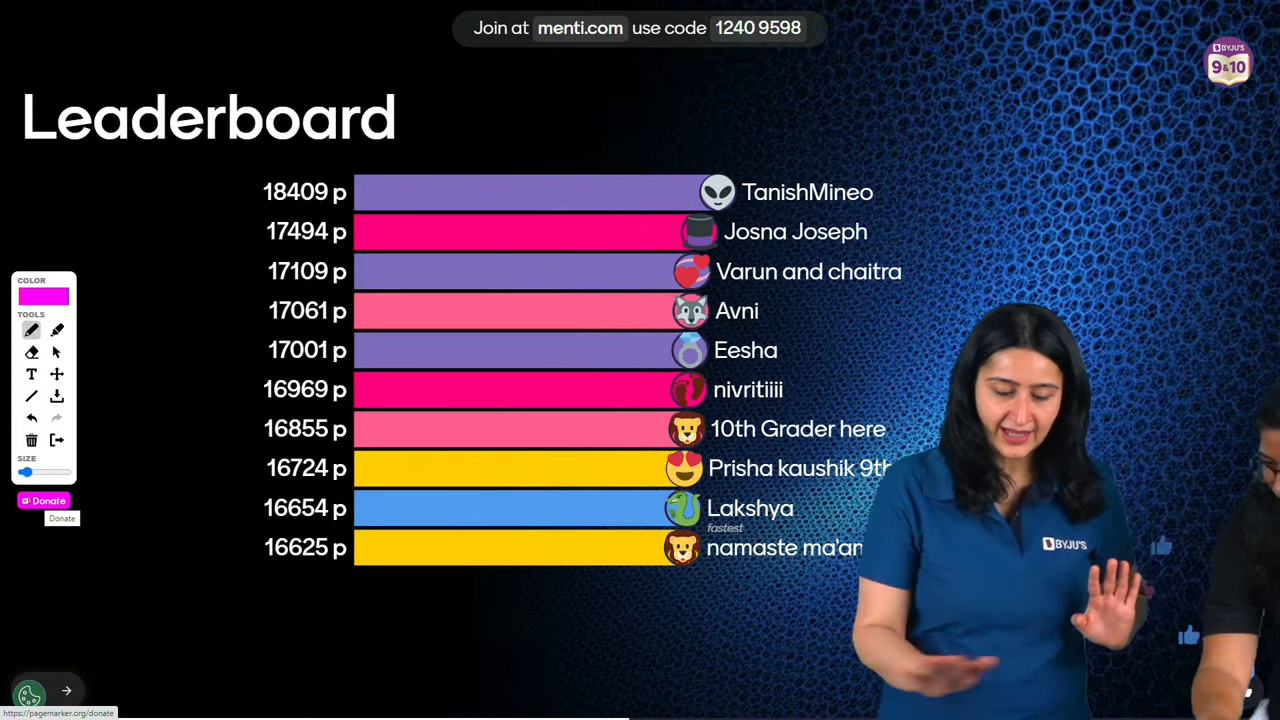 Join at menti.com use code 1240 9598
BYJU'S
9&10
Leaderboard
18409 p TanishMineo
17494 p Josna Joseph
17109 p Varun and chaitra
17061 p Avni
17001 p Eesha
16969 p nivritiiii
16855 p 10th Grader here
16724 p Prisha kaushik 9th
16654 p Lakshya
fastest
16625 p namaste ma'am
COLOR
TOOLS
T
SIZE
Donate
Donate
BYJU'S
https://pagemarker.org/donate